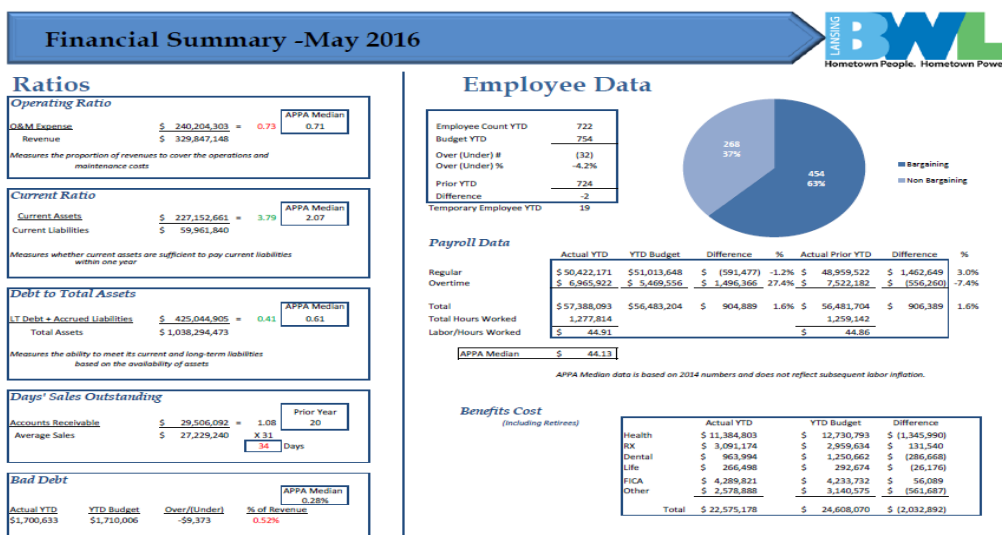 Financial Summary -May 2016
LANSING
BWL
Hometown People. Hometown Power
Ratios
Operating Ratio
APPA Median
O&M Expense $ 240,204,303 = 0.73 0.71
Revenue $ 329,847,148
Measures the proportion of revenues to cover the operations and
maintenance costs
Current Ratio
APPA Median
Current Assets $ 227,152,661 = 3.79 2.07
Current Liabilities $ 59,961,840
Measures whether current assets are sufficient to pay current liabilities
within one year
Debt to Total Assets
APPA Median
LT Debt + Accrued Liabilities $ 425,044,905 = 0.41 0.61
Total Assets $ 1,038,294,473
Measures the ability to meet its current and long-term liabilities
based on the availability of assets
Days' Sales Outstanding
Prior Year
Accounts Receivable $ 29,506,092 = 1.08 20
Average Sales $ 27,229,240 X 31
34 Days
Bad Debt
APPA Median
0.28%
Actual YTD YTD Budget Over/(Under) % of Revenue
$1,700,633 $1,710,006 -$9,373 0.52%
Employee Data
Employee Count YTD 722
Budget YTD 754
Over (Under) # (32)
Over (Under) % -4.2%
Prior YTD 724
Difference -2
Temporary Employee YTD 19
268
37%
454
63%
Bargaining
Non Bargaining
Payroll Data
Actual YTD YTD Budget Difference % Actual Prior YTD Difference %
Regular $ 50,422,171 $51,013,648 $ (591,477) -1.2% $ 48,959,522 $ 1,462,649 3.0%
Overtime $ 6,965,922 $ 5,469,556 $ 1,496,366 27.4% $ 7,522,182 $ (556,260) -7.4%
Total $57,388,093 $56,483,204 $ 904,889 1.6% $ 56,481,704 $ 906,389 1.6%
Total Hours Worked 1,277,814 1,259,142
Labor/Hours Worked $ 44.91 $ 44.86
APPA Median $ 44.13
APPA Median data is based on 2014 numbers and does not reflect subsequent labor inflation.
Benefits Cost
(Including Retirees)
Actual YTD YTD Budget Difference
Health $ 11,384,803 $ 12,730,793 $ (1,345,990)
RX $ 3,091,174 $ 2,959,634 $ 131,540
Dental $ 963,994 $ 1,250,662 $ (286,668)
Life $ 266,498 $ 292,674 $ (26,176)
FICA $ 4,289,821 $ 4,233,732 $ 56,089
Other $ 2,578,888 $ 3,140,575 $ (561,687)
Total $ 22,575,178 $ 24,608,070 $ (2,032,892)